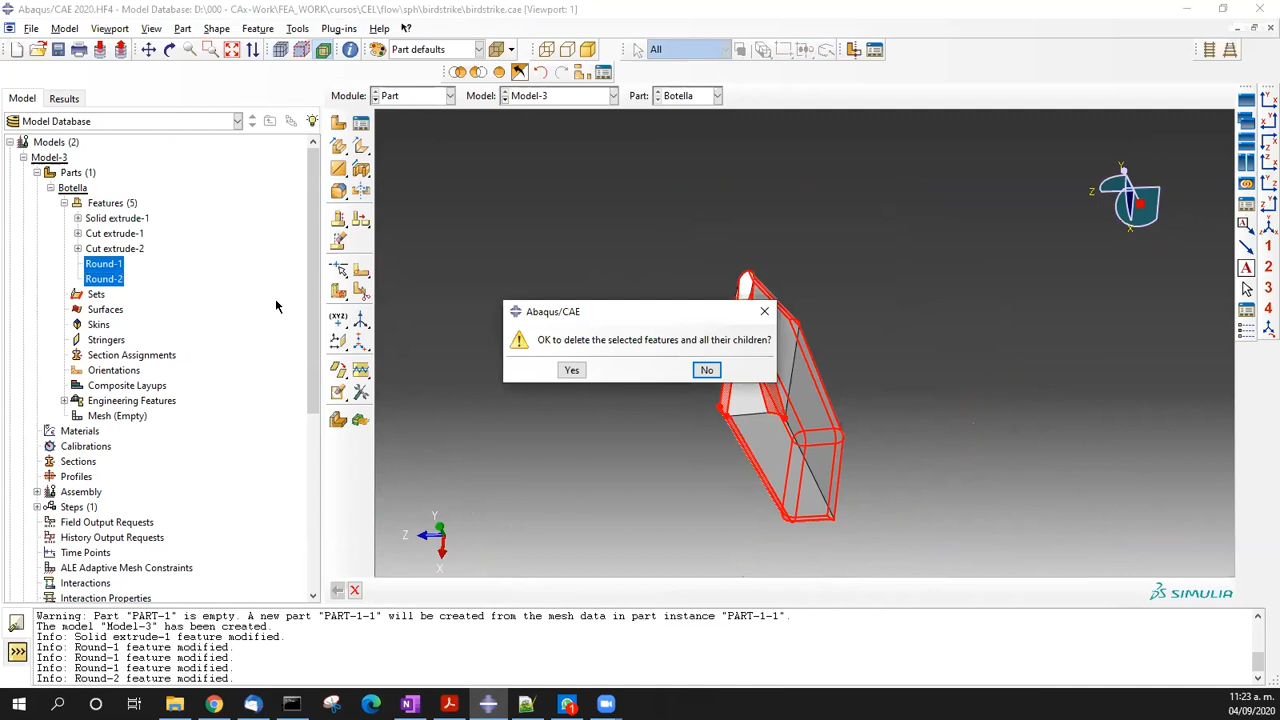 Abaqus/CAE 2020.HF4 - Model Database: D:\000 - CAx-Work\FEA_WORK\cursos\CEL\flow\sph\birdstrike\birdstrike.cae [Viewport: 1]
File Model Viewport View Part Shape Feature Tools Plug-ins Help
Part defaults All
Model Results Module: Part Model: Model-3 Part: Botella
Model Database
Models (2)
Model-3
Parts (1)
Botella
Features (5)
Solid extrude-1
Cut extrude-1
Cut extrude-2
Round-1
Round-2
Sets
Surfaces
Skins
Stringers
Section Assignments
Orientations
Composite Layups
Engineering Features
Mesh (Empty)
Materials
Calibrations
Sections
Profiles
Assembly
Steps (1)
Field Output Requests
History Output Requests
Time Points
ALE Adaptive Mesh Constraints
Interactions
Interaction Properties
(XYZ)
Y
Z
X
Abaqus/CAE
OK to delete the selected features and all their children?
Yes No
Y
Z
X
SIMULIA
A
1
2
3
4
Warning: Part "PART-1" is empty. A new part "PART-1-1" will be created from the mesh data in part instance "PART-1-1".
The model "Model-3" has been created.
Info: Solid extrude-1 feature modified.
Info: Round-1 feature modified.
Info: Round-1 feature modified.
Info: Round-1 feature modified.
Info: Round-2 feature modified.
>>>
11:23 a. m.
04/09/2020